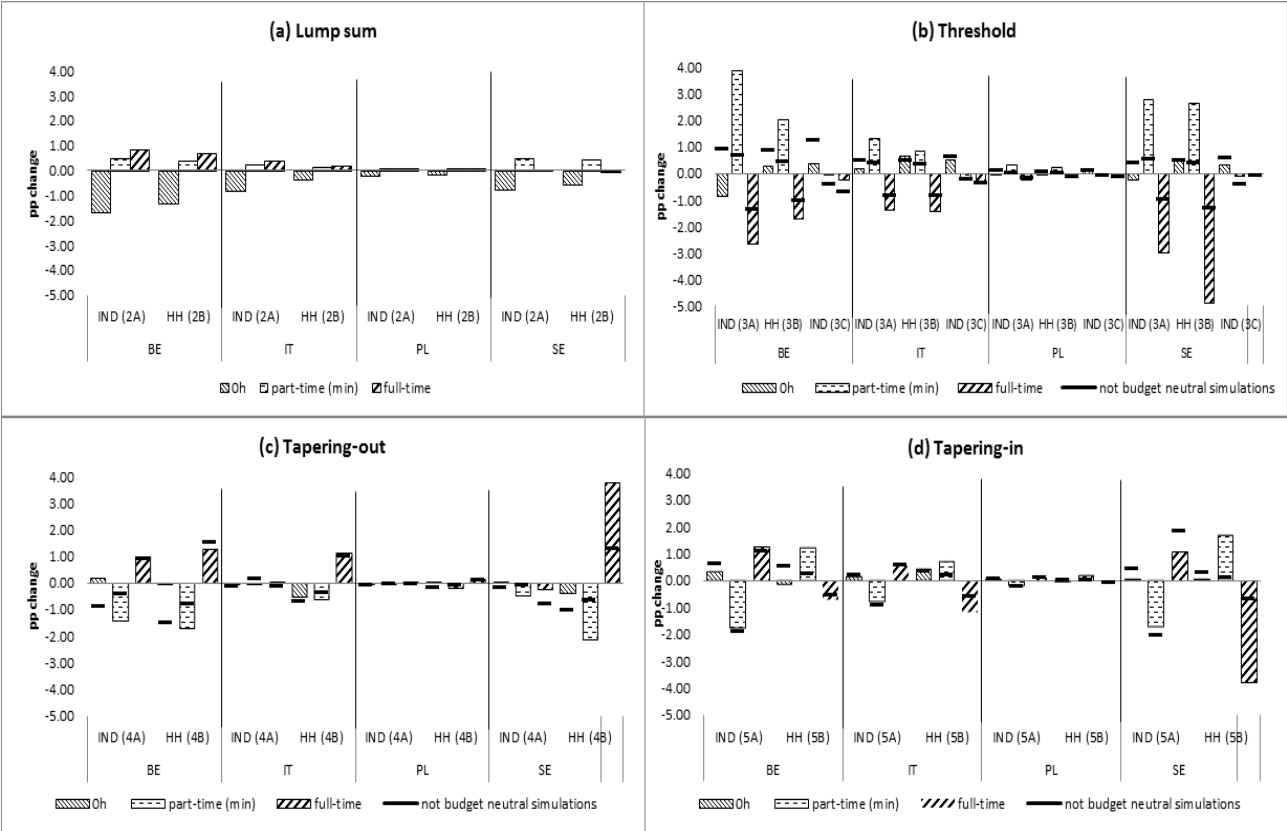 (a) Lump sum
pp change
4.00
3.00
2.00
1.00
0.00
-1.00
-2.00
-3.00
-4.00
-5.00
IND (2A) HH (2B) IND (2A) HH (2B) IND (2A) HH (2B) IND (2A) HH (2B)
BE IT PL SE
0h part-time (min) full-time
(b) Threshold
pp change
4.00
3.00
2.00
1.00
0.00
-1.00
-2.00
-3.00
-4.00
-5.00
IND (3A) HH (3B) IND (3C) IND (3A) HH (3B) IND (3C) IND (3A) HH (3B) IND (3C) IND (3A) HH (3B) IND (3C)
BE IT PL SE
0h part-time (min) full-time not budget neutral simulations
(c) Tapering-out
pp change
4.00
3.00
2.00
1.00
0.00
-1.00
-2.00
-3.00
-4.00
-5.00
IND (4A) HH (4B) IND (4A) HH (4B) IND (4A) HH (4B) IND (4A) HH (4B)
BE IT PL SE
0h part-time (min) full-time not budget neutral simulations
(d) Tapering-in
pp change
4.00
3.00
2.00
1.00
0.00
-1.00
-2.00
-3.00
-4.00
-5.00
IND (5A) HH (5B) IND (5A) HH (5B) IND (5A) HH (5B) IND (5A) HH (5B)
BE IT PL SE
0h part-time (min) full-time not budget neutral simulations